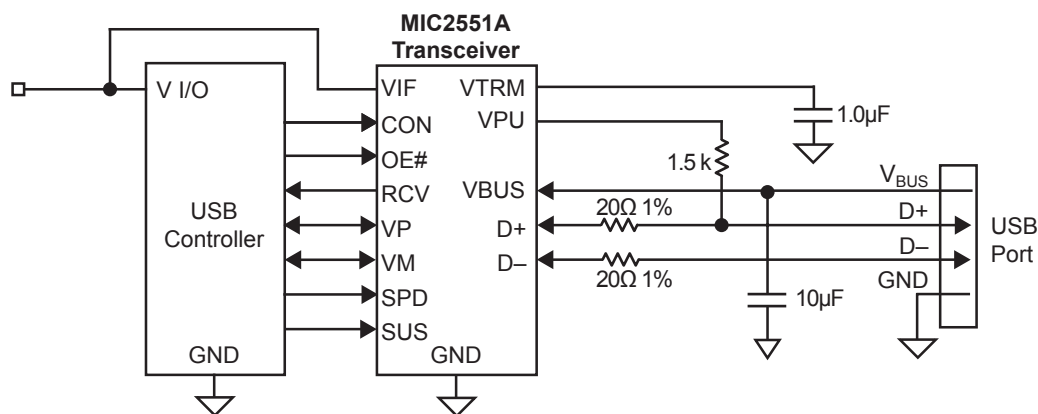 MIC2551A
Transceiver
V I/O
VIF
VTRM
CON
VPU
1.0µF
OE#
1.5 k
RCV
VBUS
VBUS
USB
Controller
VP
D+
20Ω 1%
D+
USB
Port
VM
D–
20Ω 1%
D–
SPD
GND
10µF
SUS
GND
GND